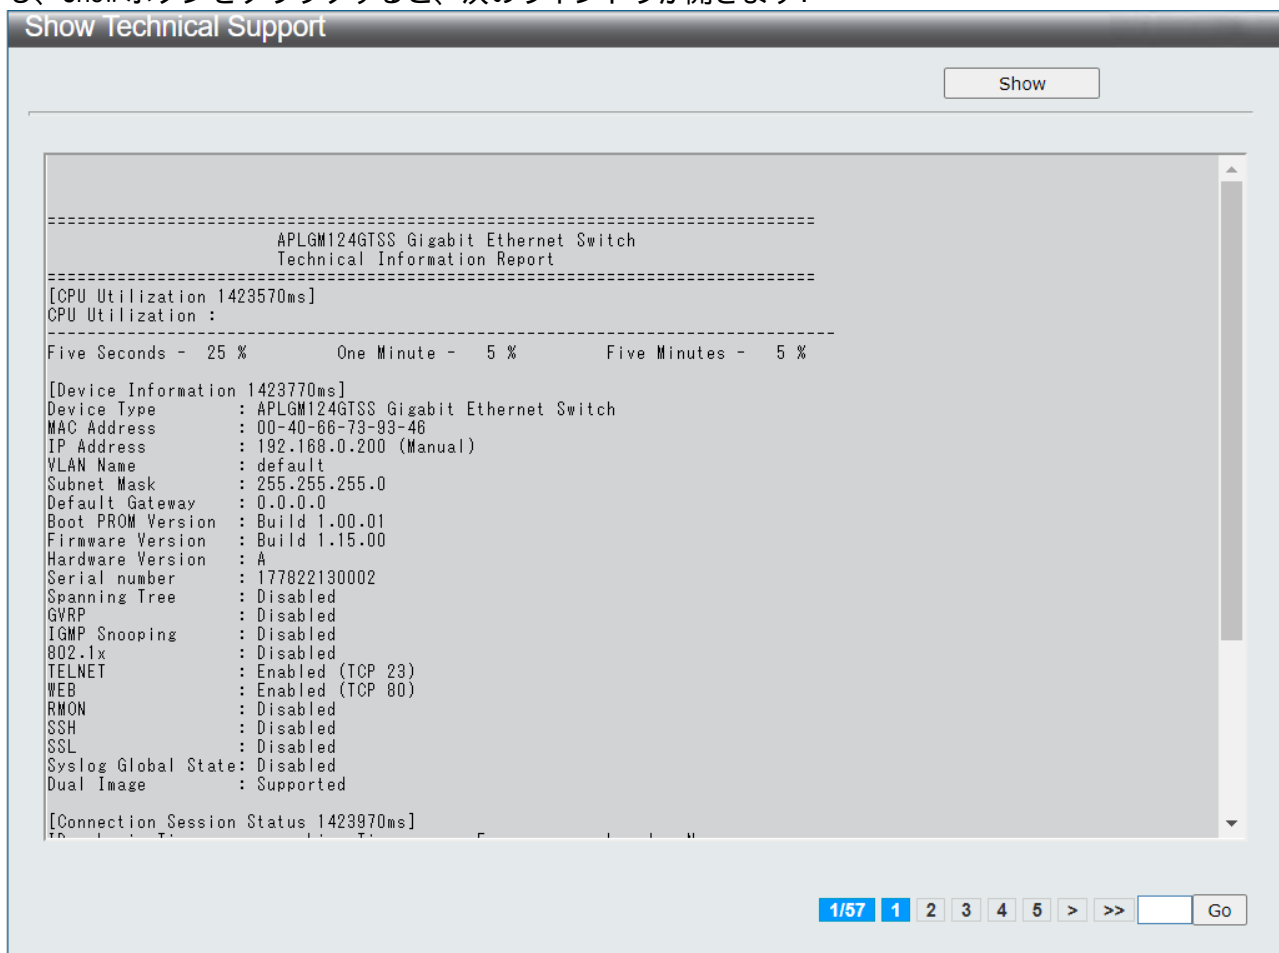 Show Technical Support
Show
=============================================================================
APLGM124GTSS Gigabit Ethernet Switch
Technical Information Report
=============================================================================
[CPU Utilization 1423570ms]
CPU Utilization :
-------------------------------------------------------------------------------
Five Seconds - 25 % One Minute - 5 % Five Minutes - 5 %
[Device Information 1423770ms]
Device Type : APLGM124GTSS Gigabit Ethernet Switch
MAC Address : 00-40-66-73-93-46
IP Address : 192.168.0.200 (Manual)
VLAN Name : default
Subnet Mask : 255.255.255.0
Default Gateway : 0.0.0.0
Boot PROM Version : Build 1.00.01
Firmware Version : Build 1.15.00
Hardware Version : A
Serial number : 177822130002
Spanning Tree : Disabled
GVRP : Disabled
IGMP Snooping : Disabled
802.1x : Disabled
TELNET : Enabled (TCP 23)
WEB : Enabled (TCP 80)
RMON : Disabled
SSH : Disabled
SSL : Disabled
Syslog Global State: Disabled
Dual Image : Supported
[Connection Session Status 1423970ms]
1/57 1 2 3 4 5 > >> Go